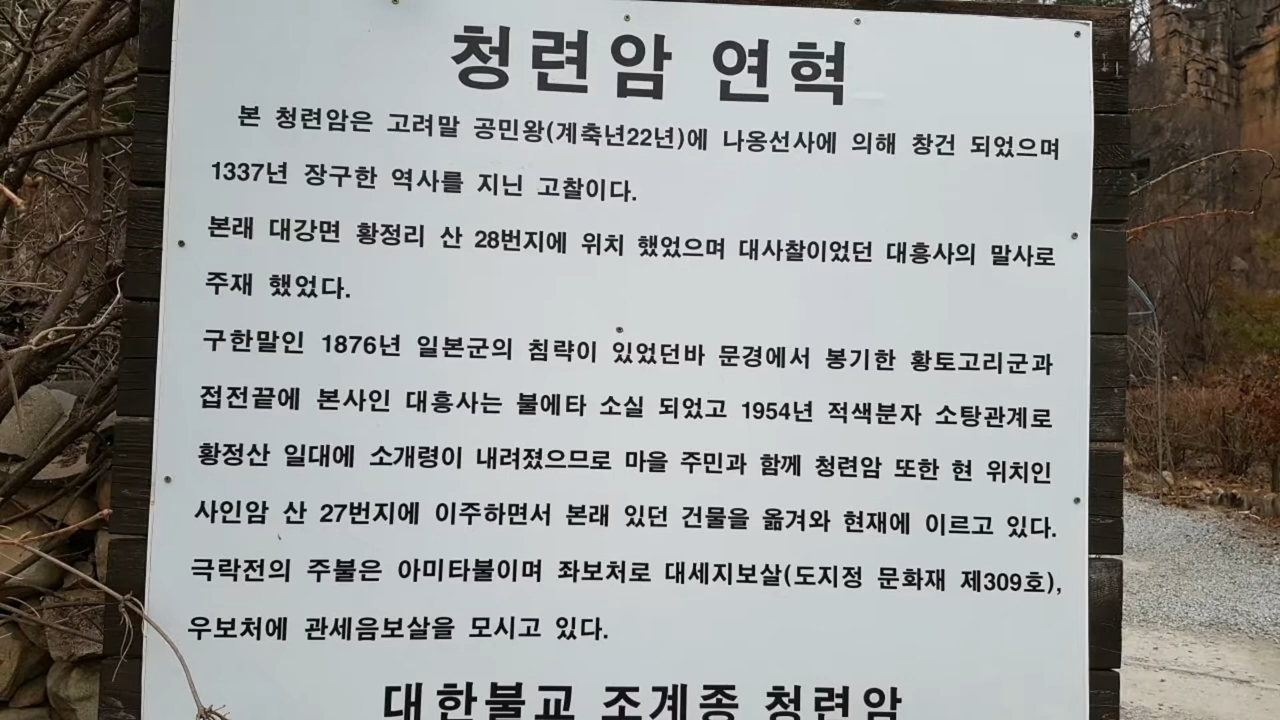 청련암 연혁
본 청련암은 고려말 공민왕(계축년22년)에 나옹선사에 의해 창건 되었으며
1337년 장구한 역사를 지닌 고찰이다.
본래 대강면 황정리 산 28번지에 위치 했었으며 대사찰이었던 대흥사의 말사로
주재 했었다.
구한말인 1876년 일본군의 침략이 있었던바 문경에서 봉기한 황토고리군과
접전끝에 본사인 대흥사는 불에타 소실 되었고 1954년 적색분자 소탕관계로
황정산 일대에 소개령이 내려졌으므로 마을 주민과 함께 청련암 또한 현 위치인
사인암 산 27번지에 이주하면서 본래 있던 건물을 옮겨와 현재에 이르고 있다.
극락전의 주불은 아미타불이며 좌보처로 대세지보살(도지정 문화재 제309호),
우보처에 관세음보살을 모시고 있다.
대한불교 조계종 청련암